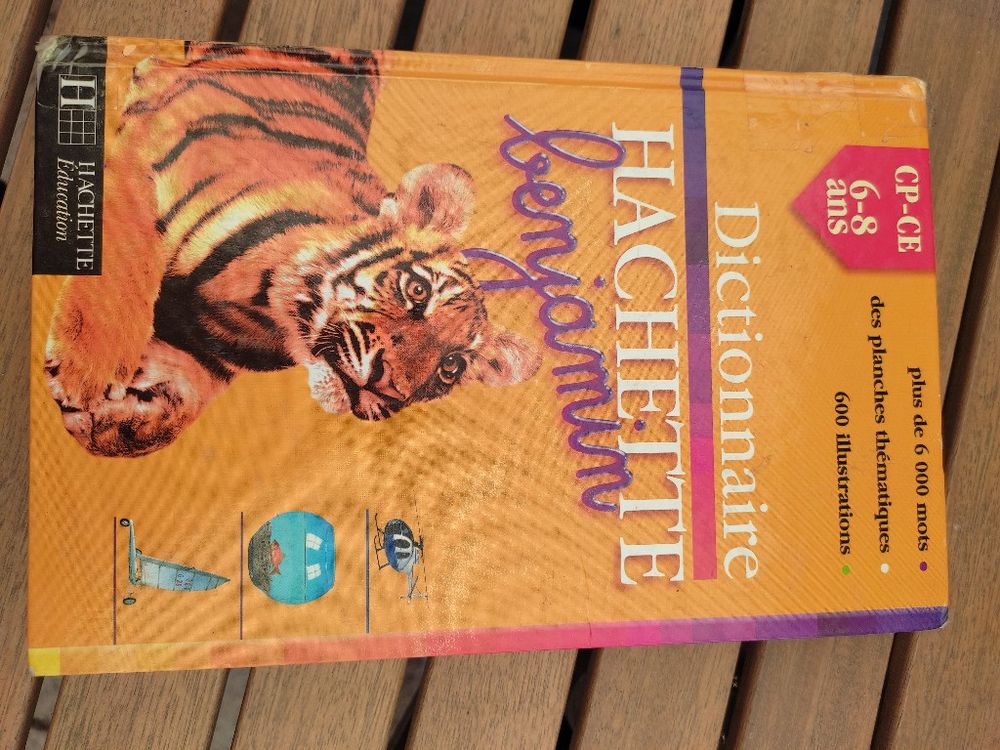 plus de 6 000 mots
des planches thématiques
600 illustrations
CP-CE
6-8
ans
Dictionnaire
HACHETTE
benjamin
H
HACHETTE
Éducation